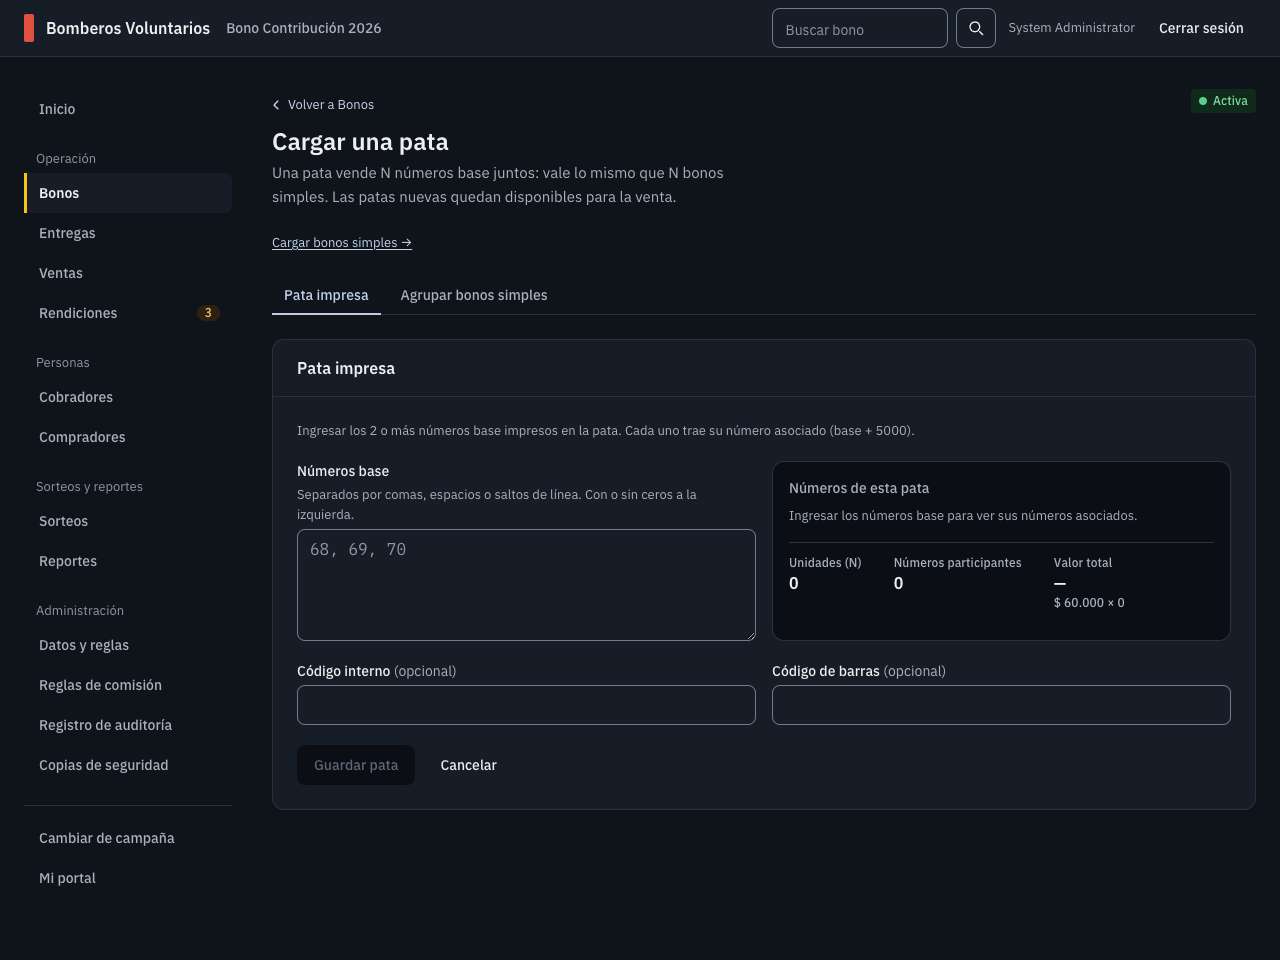 Bomberos Voluntarios
Bono Contribución 2026
Buscar bono
System Administrator
Cerrar sesión
Inicio
Operación
Bonos
Entregas
Ventas
Rendiciones 3
Personas
Cobradores
Compradores
Sorteos y reportes
Sorteos
Reportes
Administración
Datos y reglas
Reglas de comisión
Registro de auditoría
Copias de seguridad
Cambiar de campaña
Mi portal
Volver a Bonos
Activa
Cargar una pata
Una pata vende N números base juntos: vale lo mismo que N bonos
simples. Las patas nuevas quedan disponibles para la venta.
Cargar bonos simples →
Pata impresa
Agrupar bonos simples
Pata impresa
Ingresar los 2 o más números base impresos en la pata. Cada uno trae su número asociado (base + 5000).
Números base
Separados por comas, espacios o saltos de línea. Con o sin ceros a la
izquierda.
68, 69, 70
Números de esta pata
Ingresar los números base para ver sus números asociados.
Unidades (N)
0
Números participantes
0
Valor total
—
$ 60.000 × 0
Código interno (opcional)
Código de barras (opcional)
Guardar pata
Cancelar